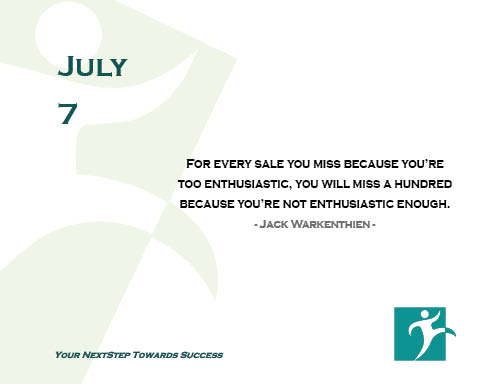 July
7
For every sale you miss because you're
too enthusiastic, you will miss a hundred
because you're not enthusiastic enough.
- Jack Warkenthien -
Your NextStep Towards Success